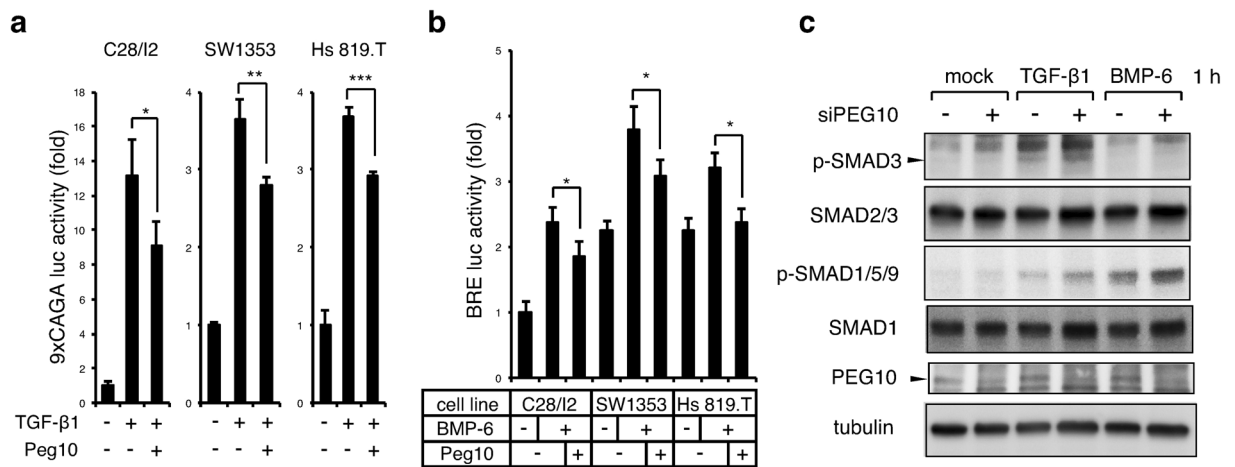 a
C28/I2 SW1353 Hs 819.T
9xCAGA luc activity (fold)
18
16
14
12
10
8
6
4
2
0
*
4
3
2
1
0
**
4
3
2
1
0
***
TGF-β1 - + + - + + - + +
Peg10 - - + - - + - - +
b
BRE luc activity (fold)
5
4
3
2
1
0
* * *
cell line C28/I2 SW1353 Hs 819.T
BMP-6 - + - + - +
Peg10 - + - + - +
c
mock TGF-β1 BMP-6 1 h
siPEG10 - + - + - +
p-SMAD3
SMAD2/3
p-SMAD1/5/9
SMAD1
PEG10
tubulin